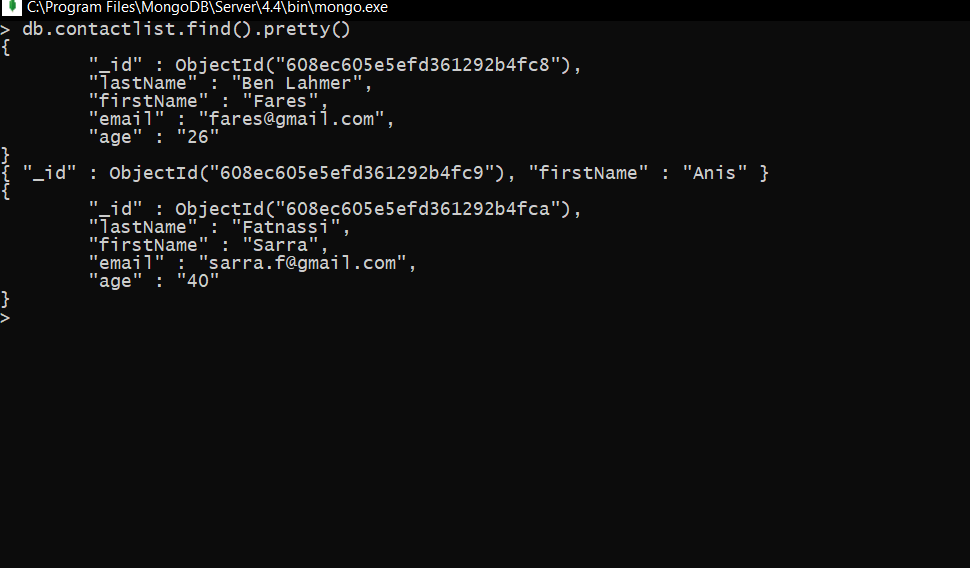 C:\Program Files\MongoDB\Server\4.4\bin\mongo.exe
> db.contactlist.find().pretty()
{
        "_id" : ObjectId("608ec605e5efd361292b4fc8"),
        "lastName" : "Ben Lahmer",
        "firstName" : "Fares",
        "email" : "fares@gmail.com",
        "age" : "26"
}
{ "_id" : ObjectId("608ec605e5efd361292b4fc9"), "firstName" : "Anis" }
{
        "_id" : ObjectId("608ec605e5efd361292b4fca"),
        "lastName" : "Fatnassi",
        "firstName" : "Sarra",
        "email" : "sarra.f@gmail.com",
        "age" : "40"
}
>